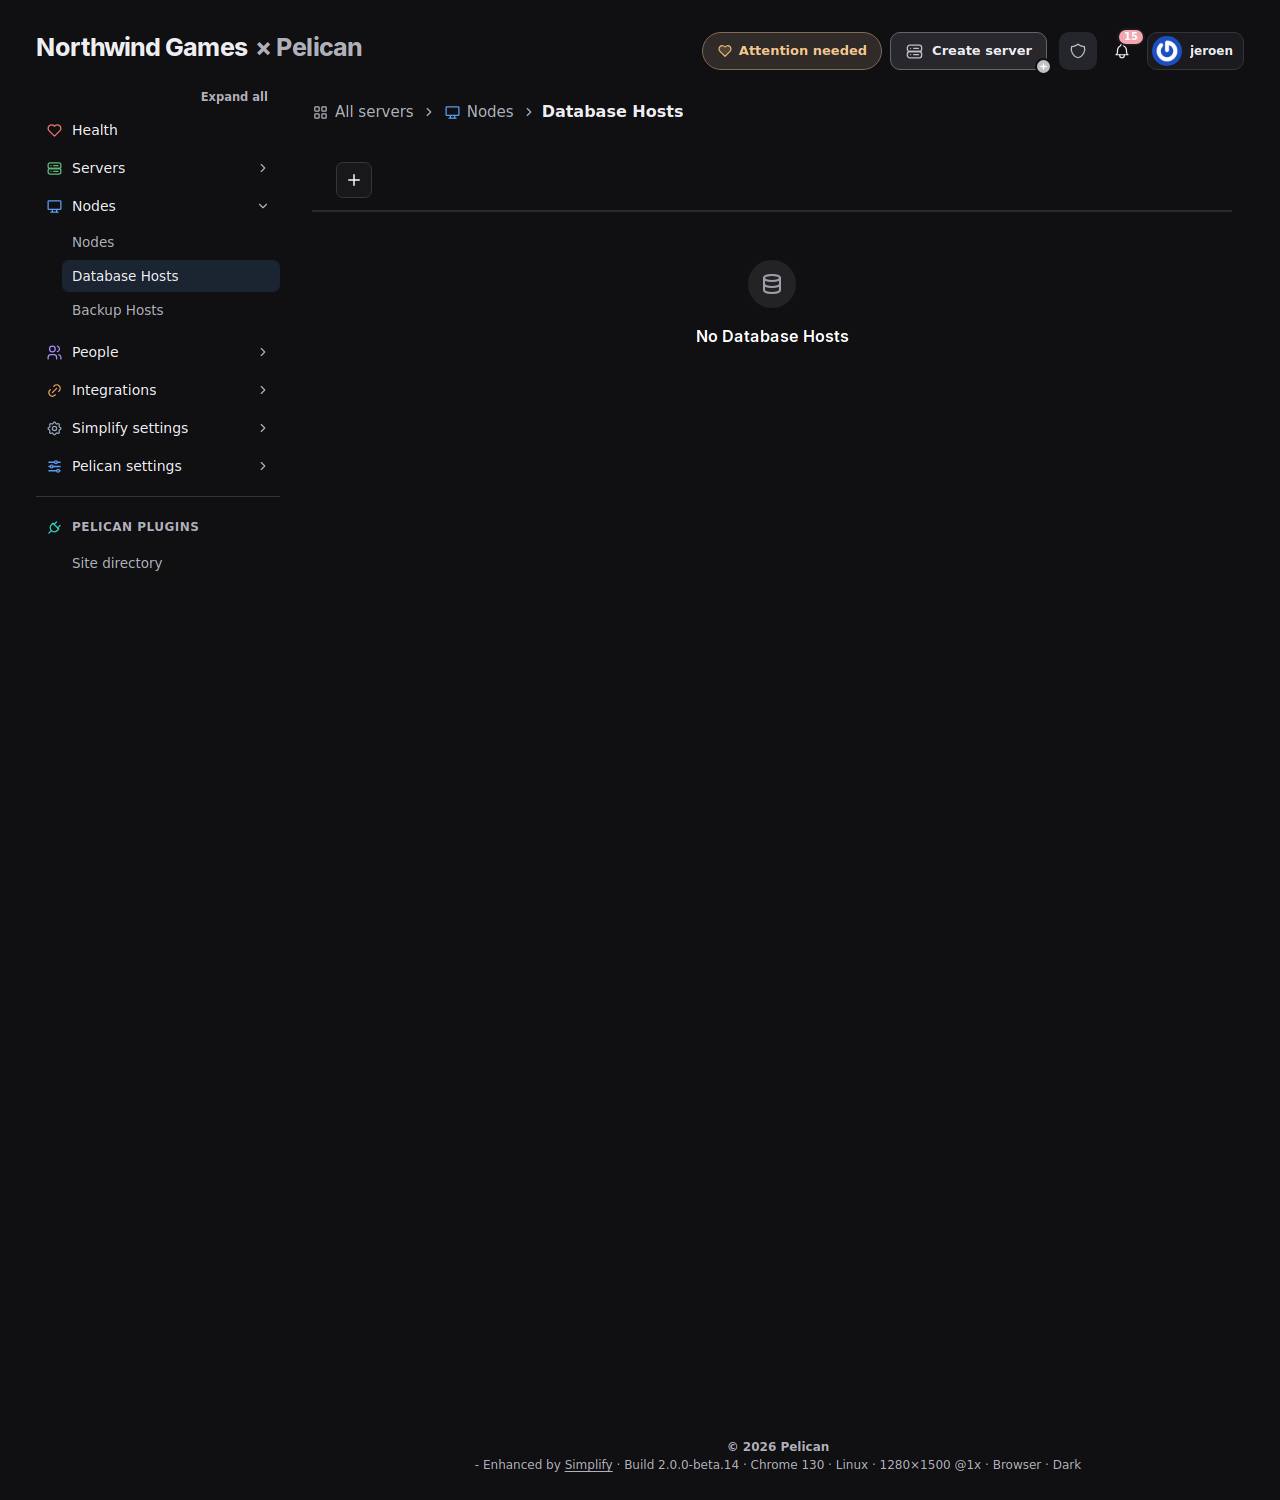 Northwind Games × Pelican
Attention needed
Create server
15
jeroen
Expand all
Health
Servers
Nodes
Nodes
Database Hosts
Backup Hosts
People
Integrations
Simplify settings
Pelican settings
PELICAN PLUGINS
Site directory
All servers > Nodes > Database Hosts
No Database Hosts
© 2026 Pelican
- Enhanced by Simplify · Build 2.0.0-beta.14 · Chrome 130 · Linux · 1280×1500 @1x · Browser · Dark